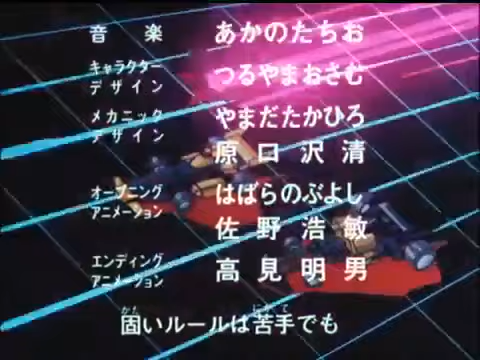 音楽 あかのたちお
キャラクターデザイン つるやまおさむ
メカニックデザイン やまだたかひろ
原口沢清
オープニングアニメーション はばらのぶよし
佐野浩敏
エンディングアニメーション 高見明男
固いルールは苦手でも